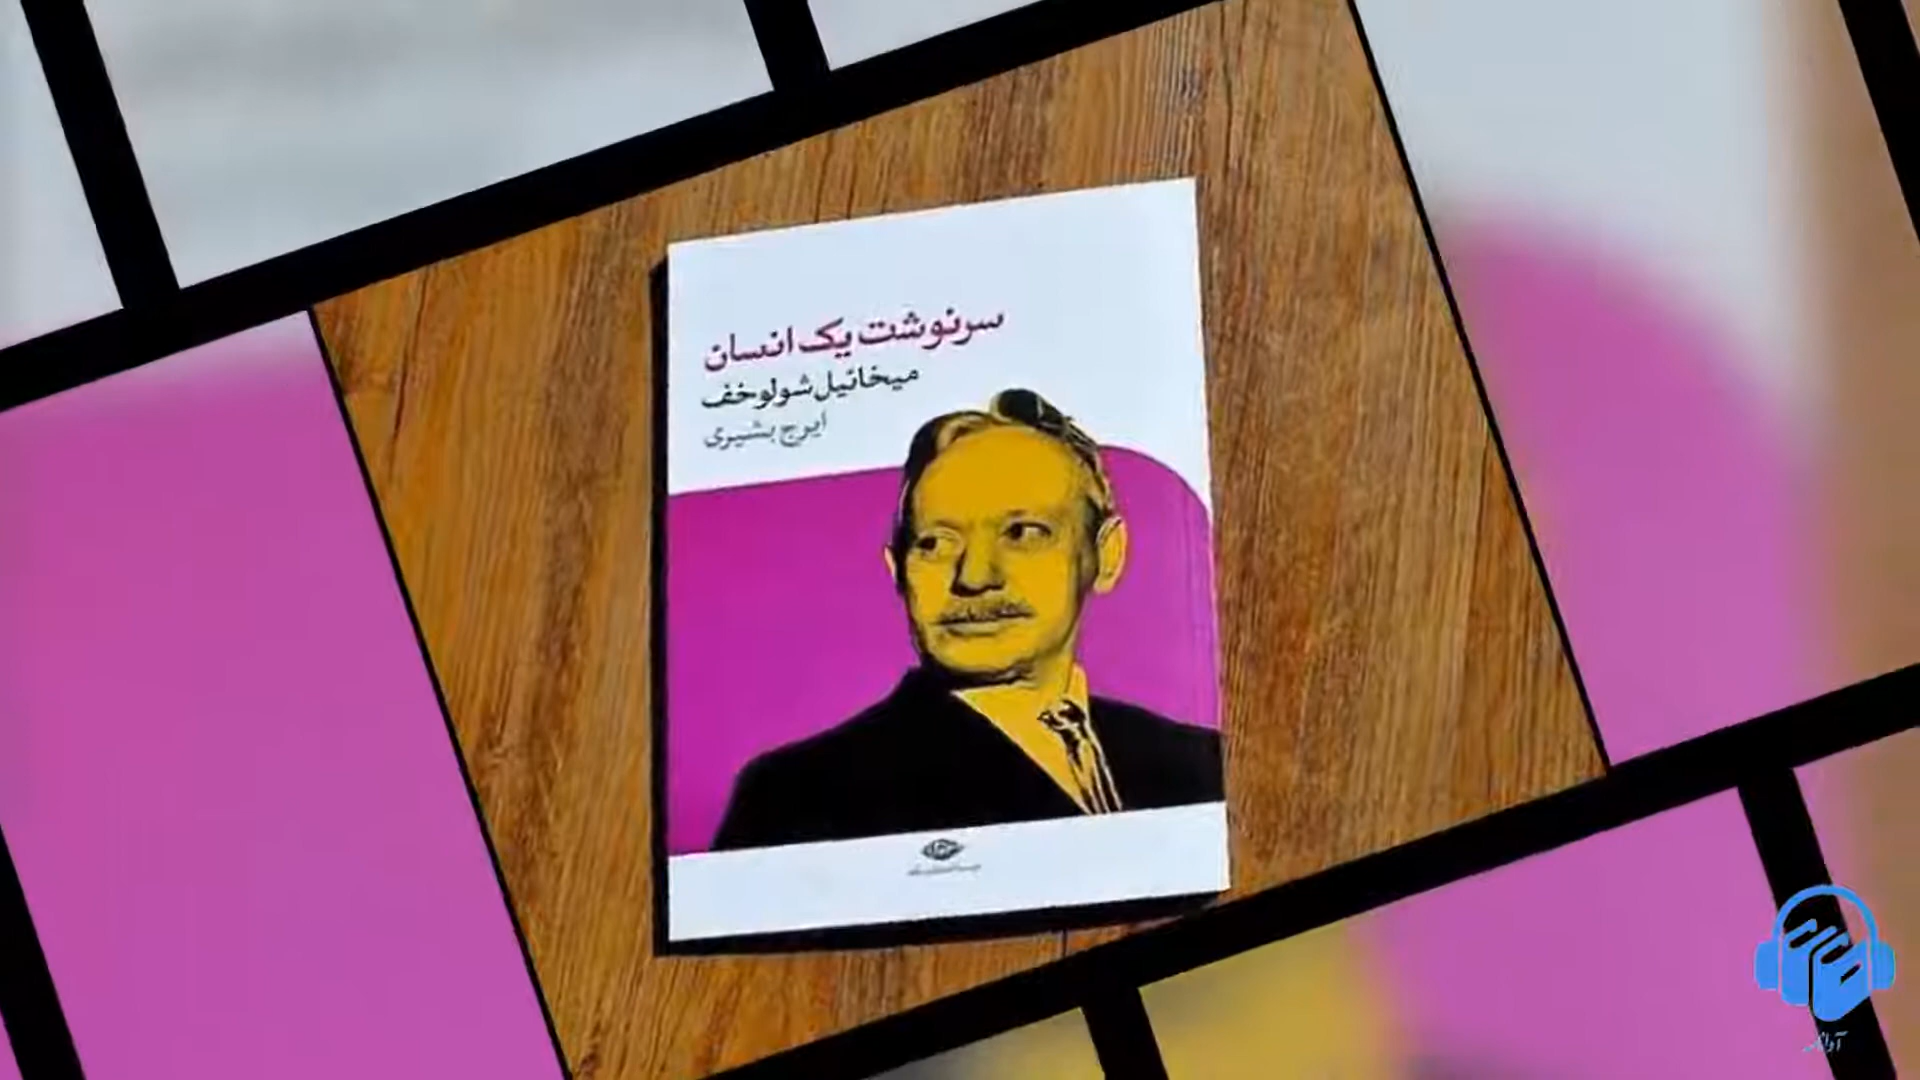 سرنوشت یک انسان
میخائیل شولوخف
ایرج بشیری